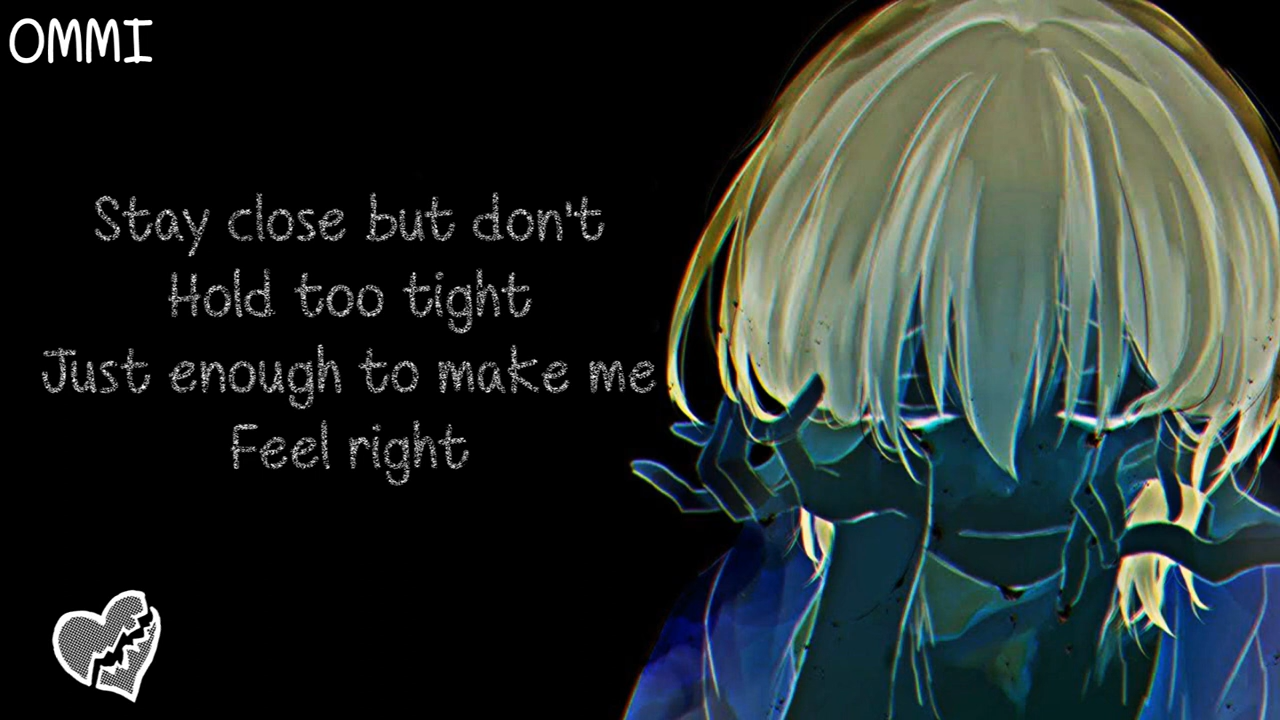 OMMI
Stay close but don't
Hold too tight
Just enough to make me
Feel right